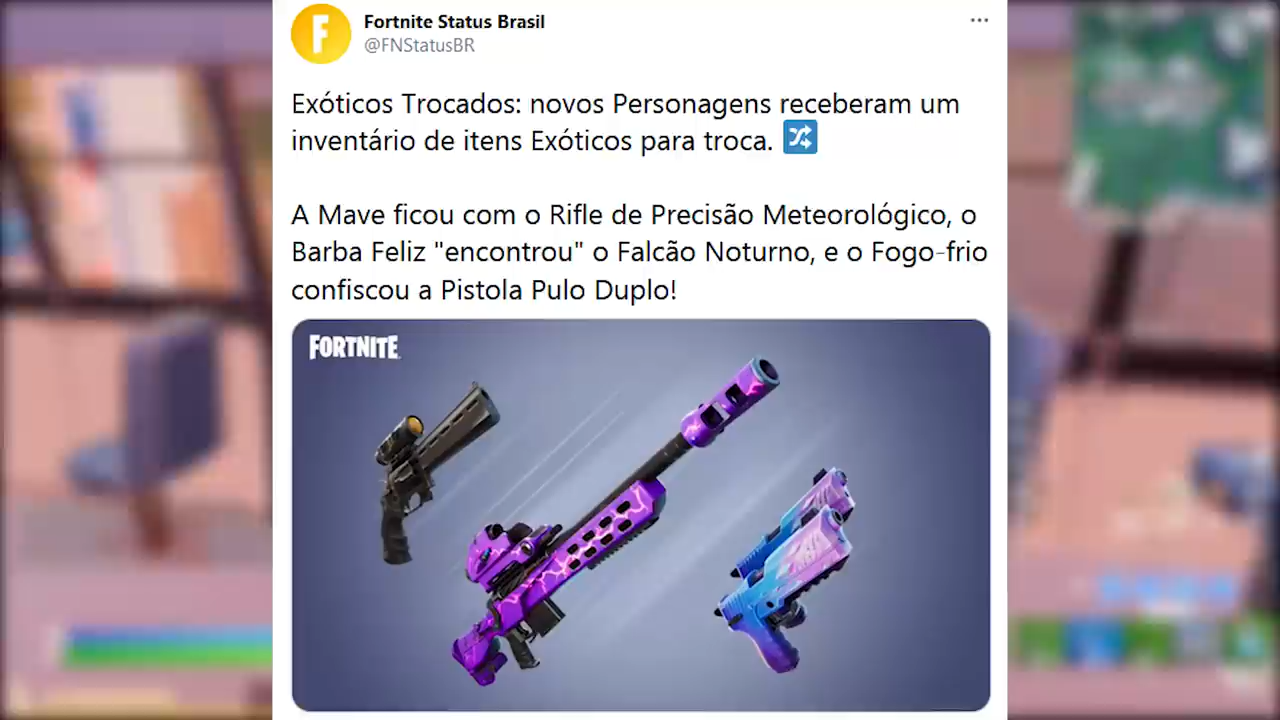 Fortnite Status Brasil
@FNStatusBR
Exóticos Trocados: novos Personagens receberam um
inventário de itens Exóticos para troca. 🔀
A Mave ficou com o Rifle de Precisão Meteorológico, o
Barba Feliz "encontrou" o Falcão Noturno, e o Fogo-frio
confiscou a Pistola Pulo Duplo!
FORTNITE